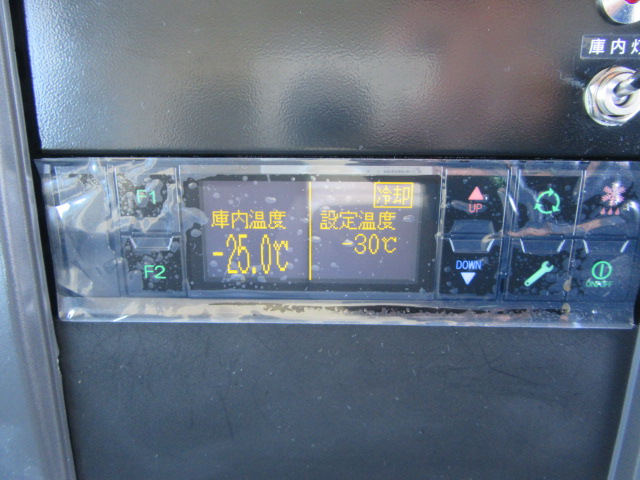 庫内灯
F1
冷却
庫内温度
設定温度
-25.0℃
-30℃
UP
F2
DOWN
ON/OFF